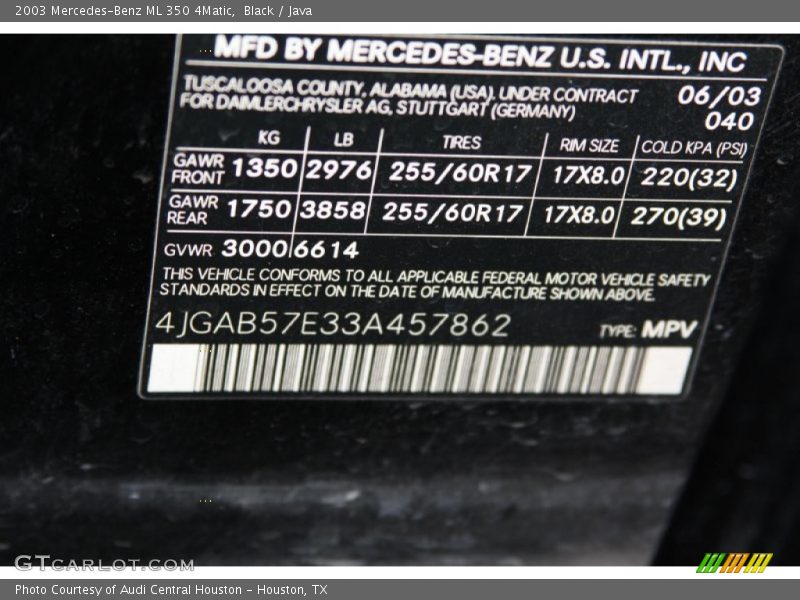 2003 Mercedes-Benz ML 350 4Matic, Black / Java
MFD BY MERCEDES-BENZ U.S. INTL., INC
TUSCALOOSA COUNTY, ALABAMA (USA), UNDER CONTRACT 06/03
FOR DAIMLERCHRYSLER AG, STUTTGART (GERMANY) 040
KG LB TIRES RIM SIZE COLD KPA (PSI)
GAWR FRONT 1350 2976 255/60R17 17X8.0 220(32)
GAWR REAR 1750 3858 255/60R17 17X8.0 270(39)
GVWR 3000 6614
THIS VEHICLE CONFORMS TO ALL APPLICABLE FEDERAL MOTOR VEHICLE SAFETY
STANDARDS IN EFFECT ON THE DATE OF MANUFACTURE SHOWN ABOVE.
4JGAB57E33A457862 TYPE: MPV
GTCARLOT.COM
Photo Courtesy of Audi Central Houston - Houston, TX